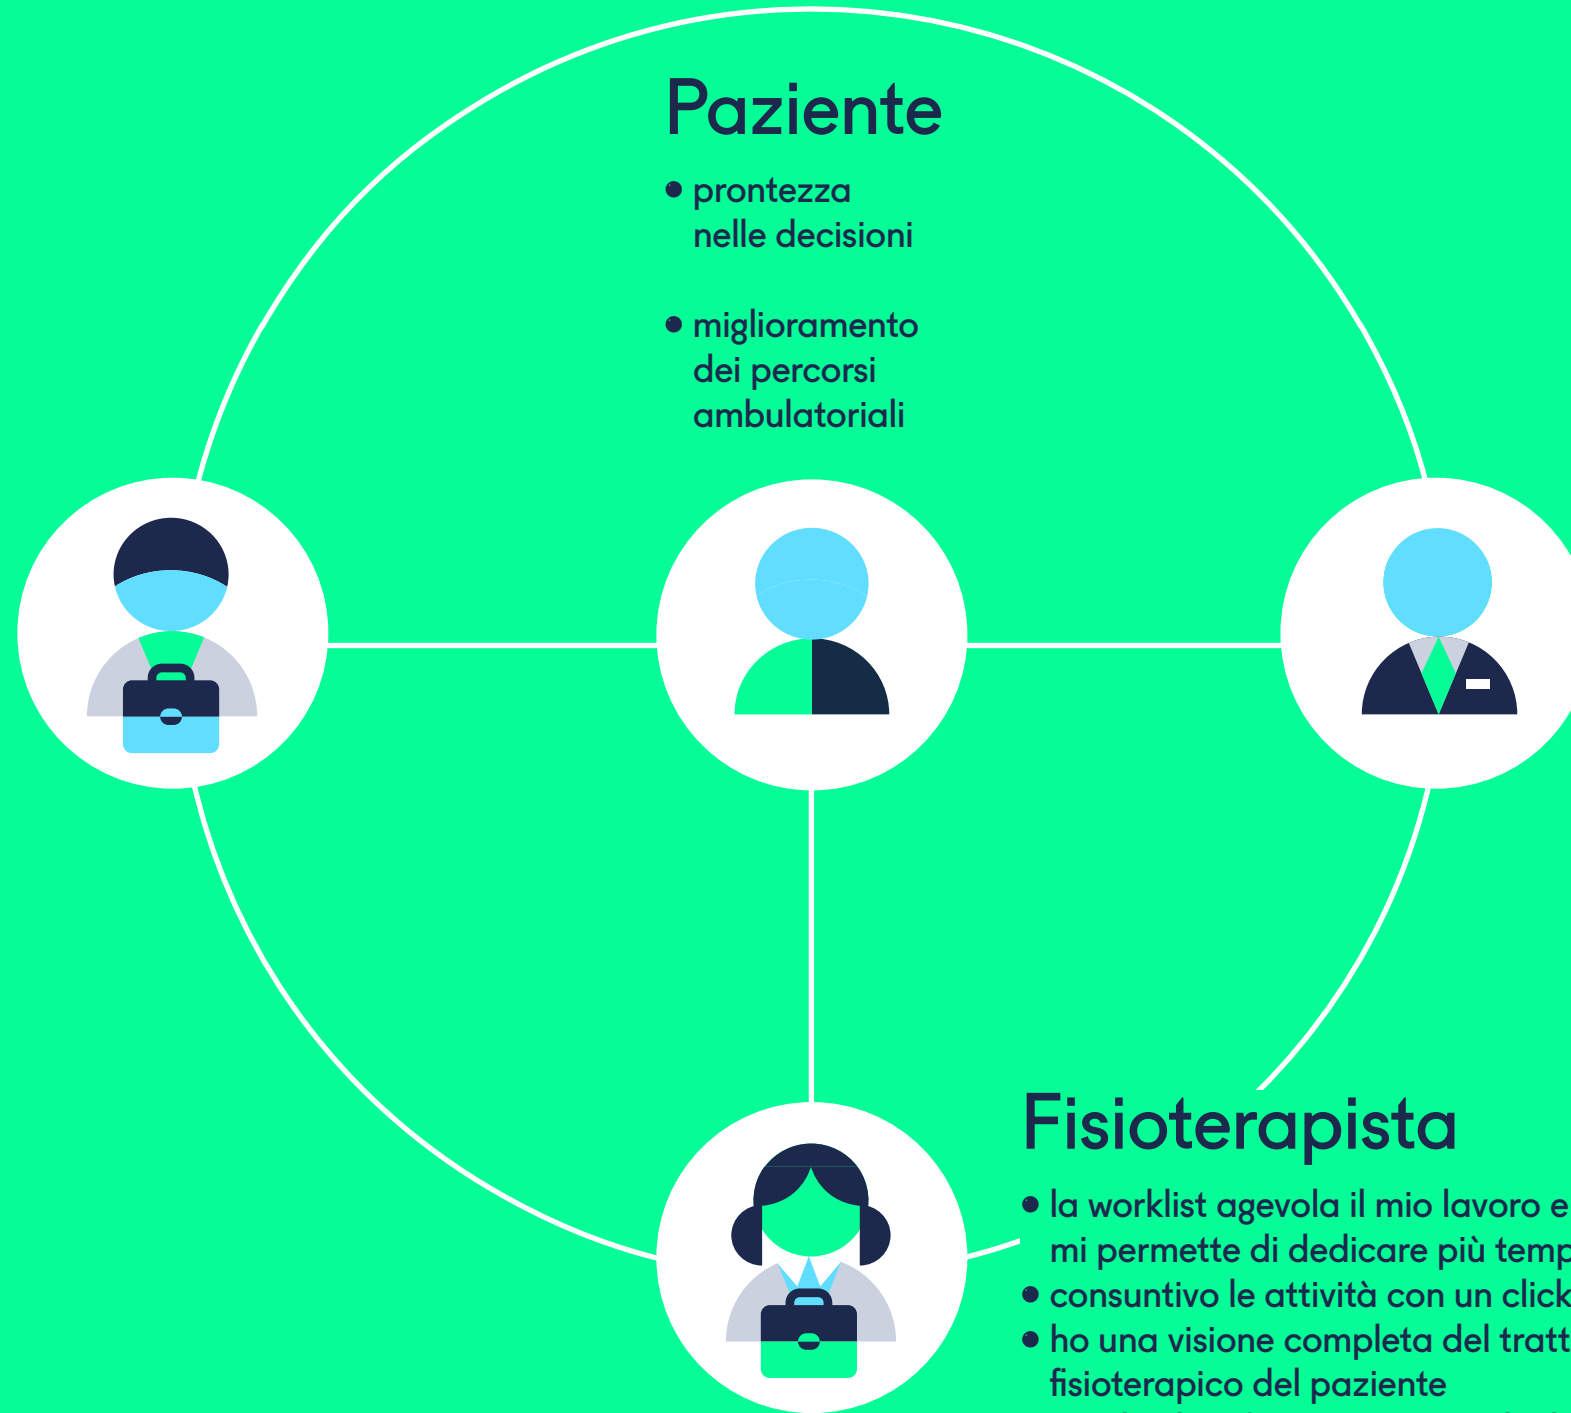 Paziente
• prontezza
nelle decisioni
• miglioramento
dei percorsi
ambulatoriali
Fisioterapista
• la worklist agevola il mio lavoro e
mi permette di dedicare più
• consuntivo le attività con un click
• ho una visione completa del
fisioterapico del paziente